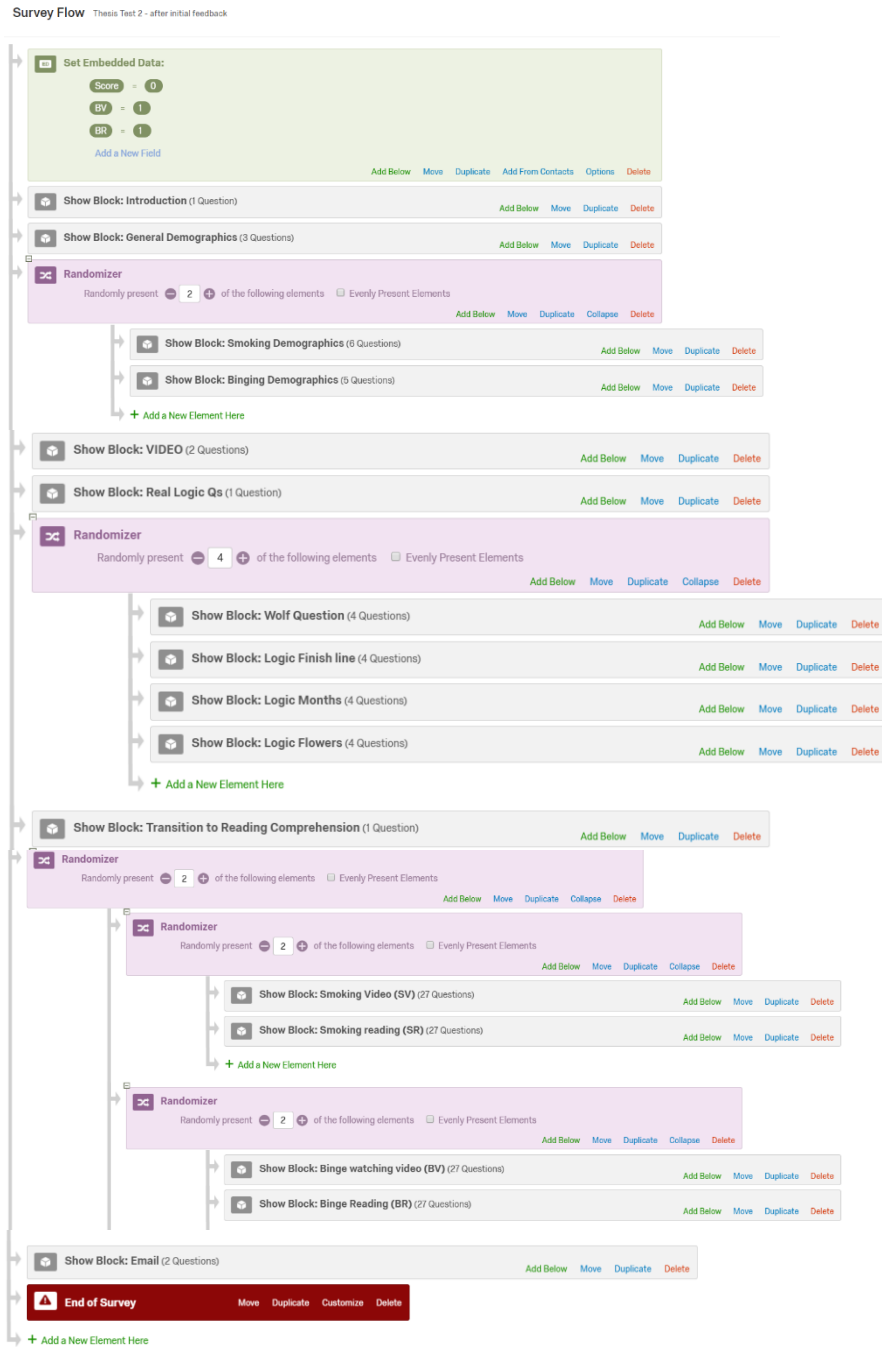 Survey Flow Thesis Test 2 - after initial feedback
ED Set Embedded Data:
Score = 0
BV = 1
BR = 1
Add a New Field
Add Below Move Duplicate Add From Contacts Options Delete
Show Block: Introduction (1 Question)
Add Below Move Duplicate Delete
Show Block: General Demographics (3 Questions)
Add Below Move Duplicate Delete
Randomizer
Randomly present 2 of the following elements Evenly Present Elements
Add Below Move Duplicate Collapse Delete
Show Block: Smoking Demographics (6 Questions)
Add Below Move Duplicate Delete
Show Block: Binging Demographics (5 Questions)
Add Below Move Duplicate Delete
+ Add a New Element Here
Show Block: VIDEO (2 Questions)
Add Below Move Duplicate Delete
Show Block: Real Logic Qs (1 Question)
Add Below Move Duplicate Delete
Randomizer
Randomly present 4 of the following elements Evenly Present Elements
Add Below Move Duplicate Collapse Delete
Show Block: Wolf Question (4 Questions)
Add Below Move Duplicate Delete
Show Block: Logic Finish line (4 Questions)
Add Below Move Duplicate Delete
Show Block: Logic Months (4 Questions)
Add Below Move Duplicate Delete
Show Block: Logic Flowers (4 Questions)
Add Below Move Duplicate Delete
+ Add a New Element Here
Show Block: Transition to Reading Comprehension (1 Question)
Add Below Move Duplicate Delete
Randomizer
Randomly present 2 of the following elements Evenly Present Elements
Add Below Move Duplicate Collapse Delete
Randomizer
Randomly present 2 of the following elements Evenly Present Elements
Add Below Move Duplicate Collapse Delete
Show Block: Smoking Video (SV) (27 Questions)
Add Below Move Duplicate Delete
Show Block: Smoking reading (SR) (27 Questions)
Add Below Move Duplicate Delete
+ Add a New Element Here
Randomizer
Randomly present 2 of the following elements Evenly Present Elements
Add Below Move Duplicate Collapse Delete
Show Block: Binge watching video (BV) (27 Questions)
Add Below Move Duplicate Delete
Show Block: Binge Reading (BR) (27 Questions)
Add Below Move Duplicate Delete
Show Block: Email (2 Questions)
Add Below Move Duplicate Delete
End of Survey Move Duplicate Customize Delete
+ Add a New Element Here